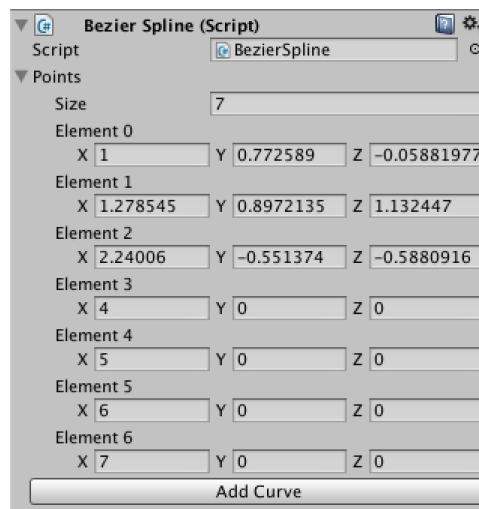 Bezier Spline (Script)
Script BezierSpline
Points
Size 7
Element 0
X 1 Y 0.772589 Z -0.05881977
Element 1
X 1.278545 Y 0.8972135 Z 1.132447
Element 2
X 2.24006 Y -0.551374 Z -0.5880916
Element 3
X 4 Y 0 Z 0
Element 4
X 5 Y 0 Z 0
Element 5
X 6 Y 0 Z 0
Element 6
X 7 Y 0 Z 0
Add Curve